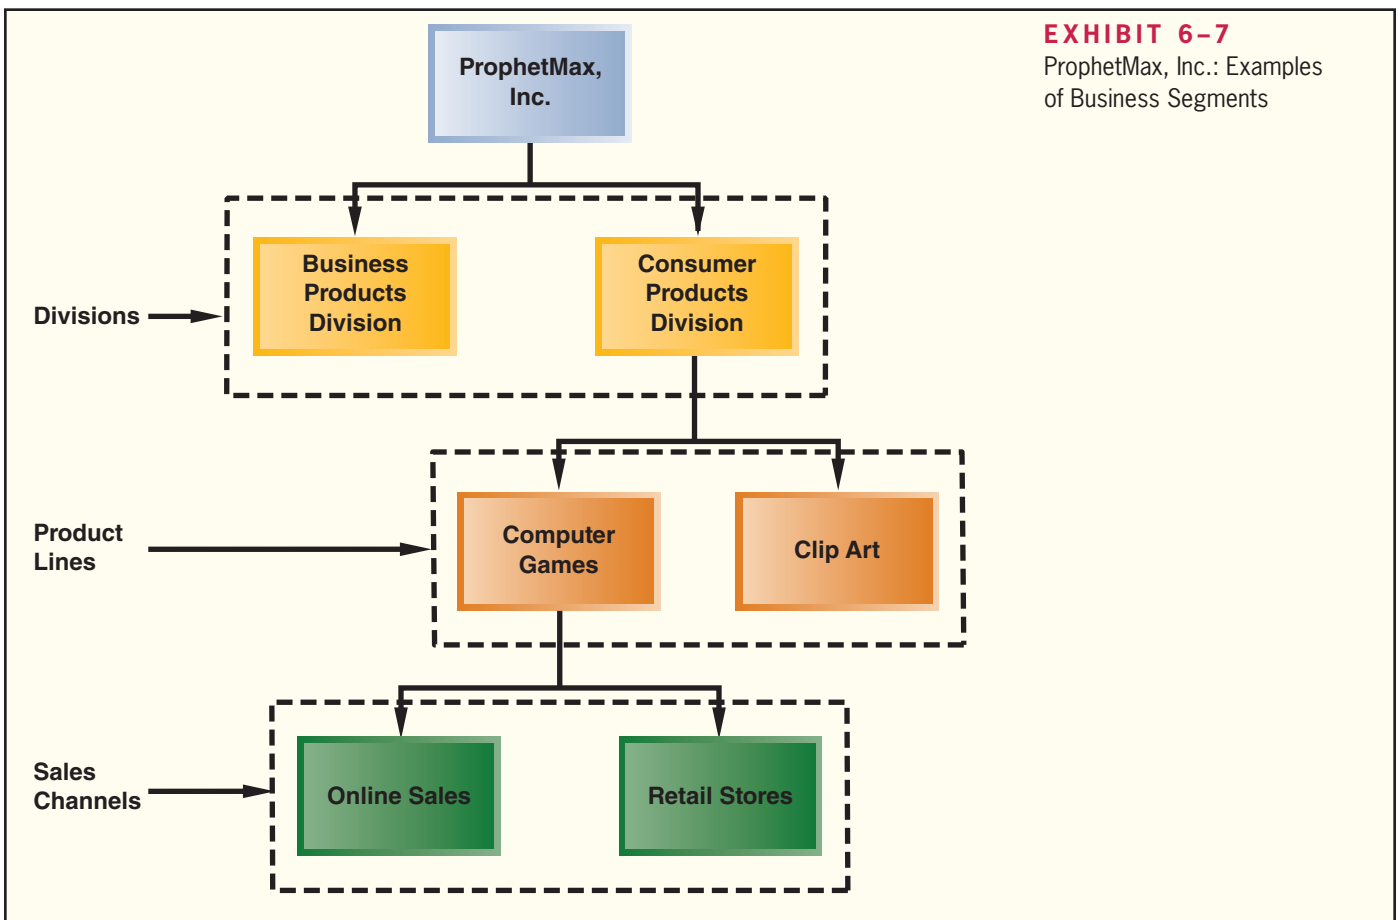 EXHIBIT 6–7
ProphetMax, Inc.: Examples
of Business Segments
ProphetMax,
Inc.
Divisions
Business
Products
Division
Consumer
Products
Division
Product
Lines
Computer
Games
Clip Art
Sales
Channels
Online Sales
Retail Stores